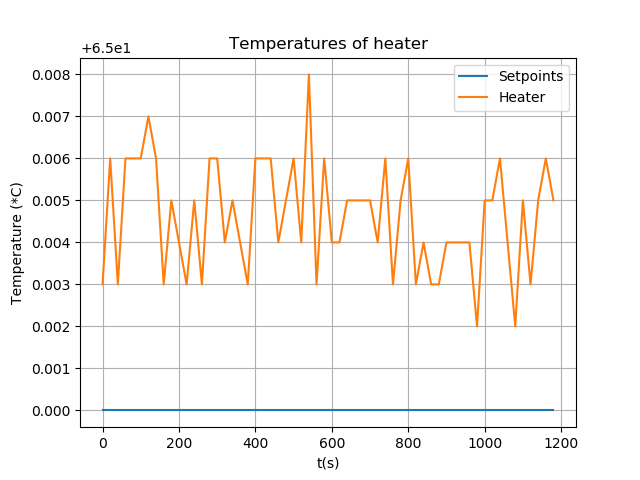 Temperatures of heater
+6.5e1
Setpoints
Heater
0.008
0.007
0.006
0.005
0.004
0.003
0.002
0.001
0.000
Temperature (*C)
0 200 400 600 800 1000 1200
t(s)